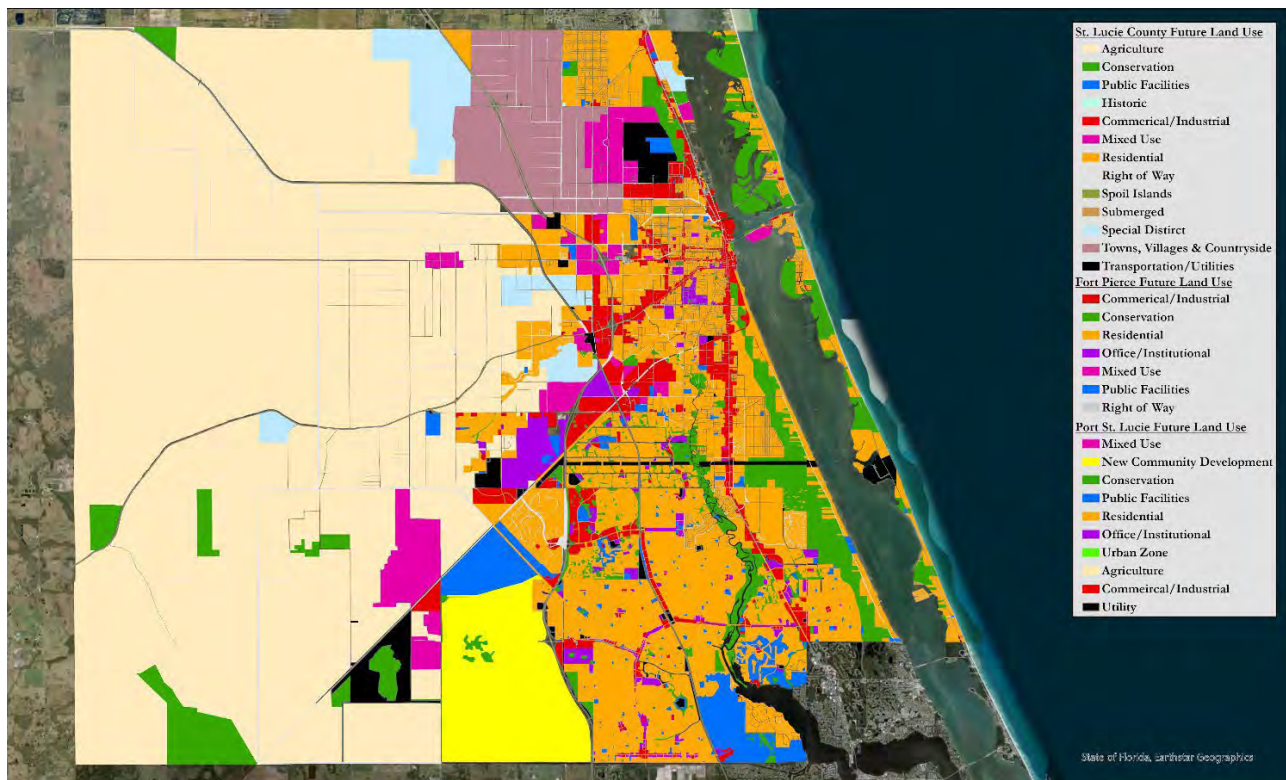 St. Lucie County Future Land Use
Agriculture
Conservation
Public Facilities
Historic
Commerical/Industrial
Mixed Use
Residential
Right of Way
Spoil Islands
Submerged
Special Distirct
Towns, Villages & Countryside
Transportation/Utilities
Fort Pierce Future Land Use
Commerical/Industrial
Conservation
Residential
Office/Institutional
Mixed Use
Public Facilities
Right of Way
Port St. Lucie Future Land Use
Mixed Use
New Community Development
Conservation
Public Facilities
Residential
Office/Institutional
Urban Zone
Agriculture
Commeircal/Industrial
Utility
State of Florida, Earthstar Geographics